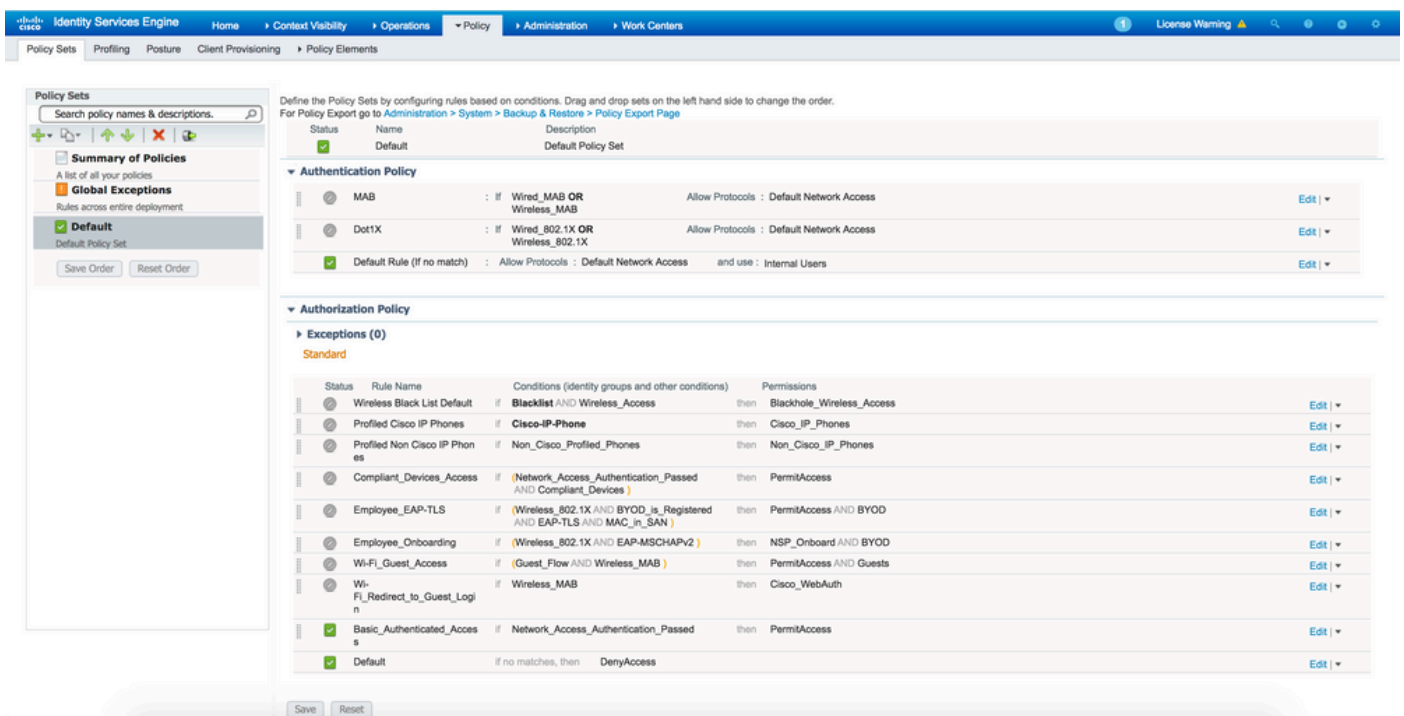 cisco Identity Services Engine Home Context Visibility Operations Policy Administration Work Centers 1 License Warning
Policy Sets Profiling Posture Client Provisioning Policy Elements
Policy Sets
Search policy names & descriptions.
Summary of Policies
A list of all your policies
Global Exceptions
Rules across entire deployment
Default
Default Policy Set
Save Order Reset Order
Define the Policy Sets by configuring rules based on conditions. Drag and drop sets on the left hand side to change the order.
For Policy Export go to Administration > System > Backup & Restore > Policy Export Page
Status Name Description
Default Default Policy Set
Authentication Policy
MAB : If Wired_MAB OR Allow Protocols : Default Network Access Edit |
Wireless_MAB
Dot1X : If Wired_802.1X OR Allow Protocols : Default Network Access Edit |
Wireless_802.1X
Default Rule (If no match) : Allow Protocols : Default Network Access and use : Internal Users Edit |
Authorization Policy
Exceptions (0)
Standard
Status Rule Name Conditions (identity groups and other conditions) Permissions
Wireless Black List Default if Blacklist AND Wireless_Access then Blackhole_Wireless_Access Edit |
Profiled Cisco IP Phones if Cisco-IP-Phone then Cisco_IP_Phones Edit |
Profiled Non Cisco IP Phon if Non_Cisco_Profiled_Phones then Non_Cisco_IP_Phones Edit |
es
Compliant_Devices_Access if (Network_Access_Authentication_Passed then PermitAccess Edit |
AND Compliant_Devices )
Employee_EAP-TLS if (Wireless_802.1X AND BYOD_is_Registered then PermitAccess AND BYOD Edit |
AND EAP-TLS AND MAC_in_SAN )
Employee_Onboarding if (Wireless_802.1X AND EAP-MSCHAPv2 ) then NSP_Onboard AND BYOD Edit |
Wi-Fi_Guest_Access if (Guest_Flow AND Wireless_MAB ) then PermitAccess AND Guests Edit |
Wi- if Wireless_MAB then Cisco_WebAuth Edit |
Fi_Redirect_to_Guest_Logi
n
Basic_Authenticated_Acces if Network_Access_Authentication_Passed then PermitAccess Edit |
s
Default if no matches, then DenyAccess Edit |
Save Reset